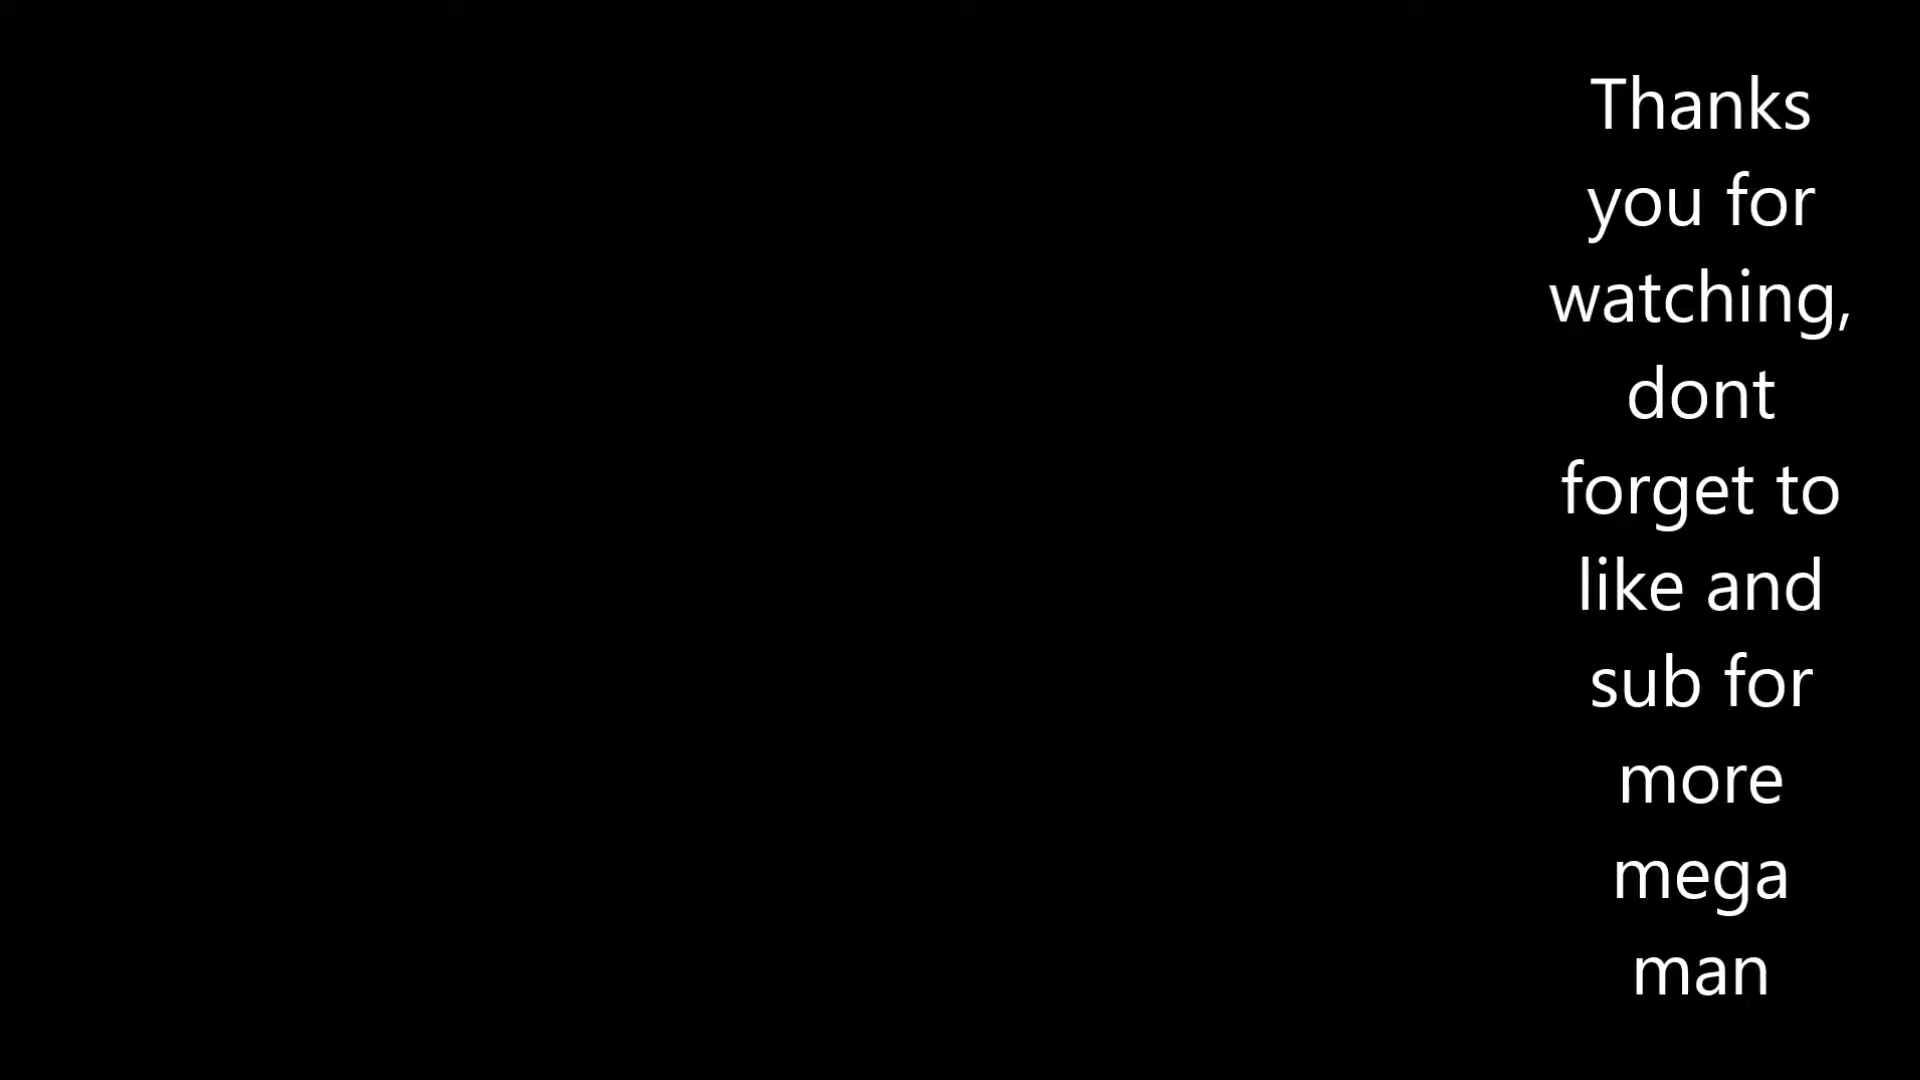 Thanks
you for
watching,
dont
forget to
like and
sub for
more
mega
man